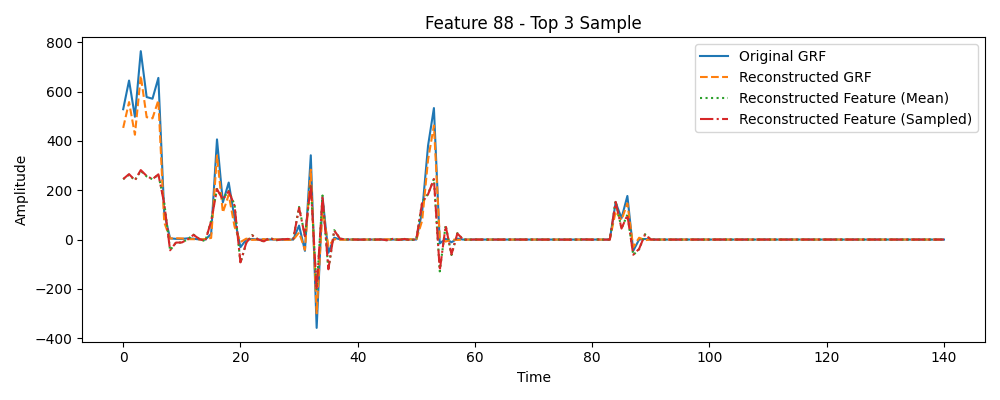 Feature 88 - Top 3 Sample
Original GRF
Reconstructed GRF
Reconstructed Feature (Mean)
Reconstructed Feature (Sampled)
Amplitude
800
600
400
200
0
−200
−400
0 20 40 60 80 100 120 140
Time